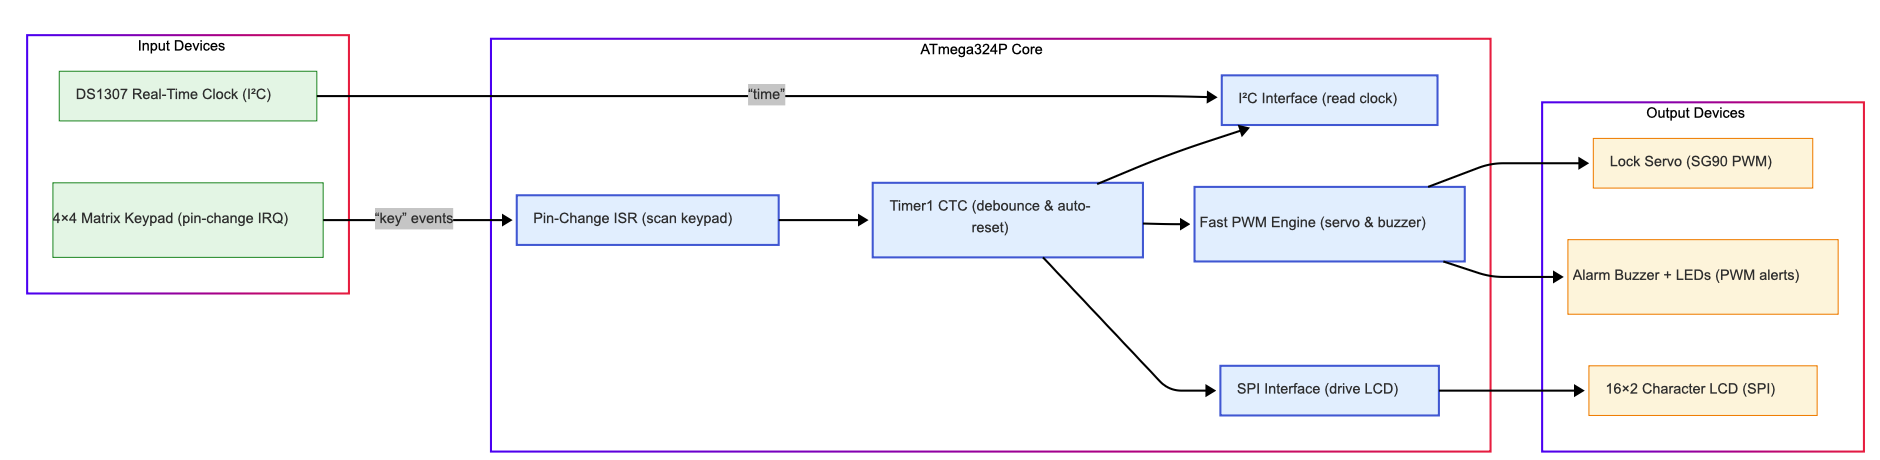 Input Devices
DS1307 Real-Time Clock (I²C)
4×4 Matrix Keypad (pin-change IRQ)
“time”
“key” events
ATmega324P Core
I²C Interface (read clock)
Pin-Change ISR (scan keypad)
Timer1 CTC (debounce & auto-
reset)
Fast PWM Engine (servo & buzzer)
SPI Interface (drive LCD)
Output Devices
Lock Servo (SG90 PWM)
Alarm Buzzer + LEDs (PWM alerts)
16×2 Character LCD (SPI)